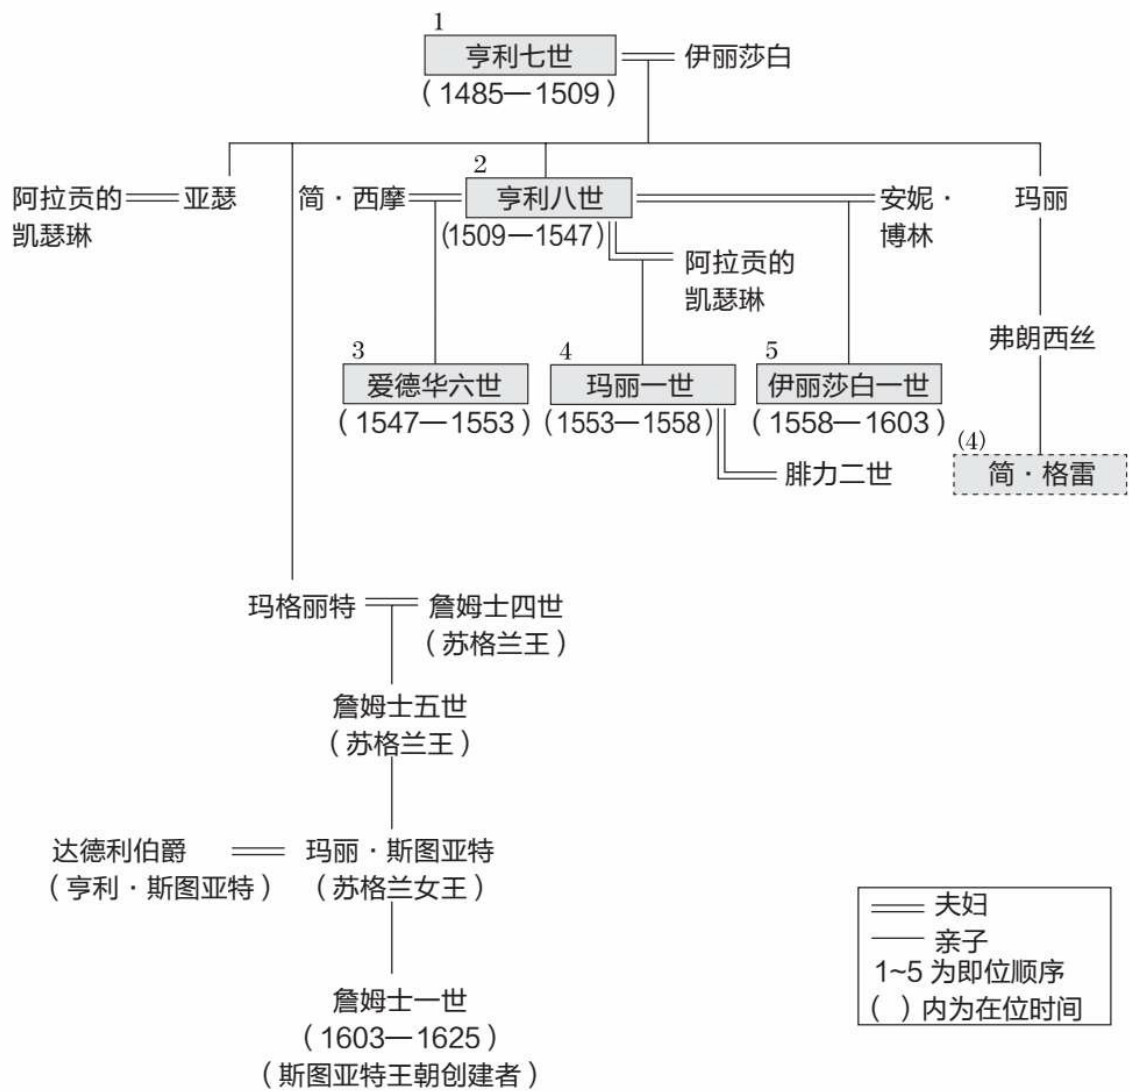 1
亨利七世
伊丽莎白
（1485—1509）
阿拉贡的
凯瑟琳
亚瑟
简·西摩
2
亨利八世
(1509—1547)
安妮·
博林
玛丽
阿拉贡的
凯瑟琳
弗朗西丝
3
爱德华六世
（1547—1553）
4
玛丽一世
（1553—1558）
5
伊丽莎白一世
（1558—1603）
(4)
简·格雷
腓力二世
玛格丽特
詹姆士四世
（苏格兰王）
詹姆士五世
（苏格兰王）
达德利伯爵
（亨利·斯图亚特）
玛丽·斯图亚特
（苏格兰女王）
詹姆士一世
（1603—1625）
（斯图亚特王朝创建者）
夫妇
亲子
1~5 为即位顺序
（ ）内为在位时间